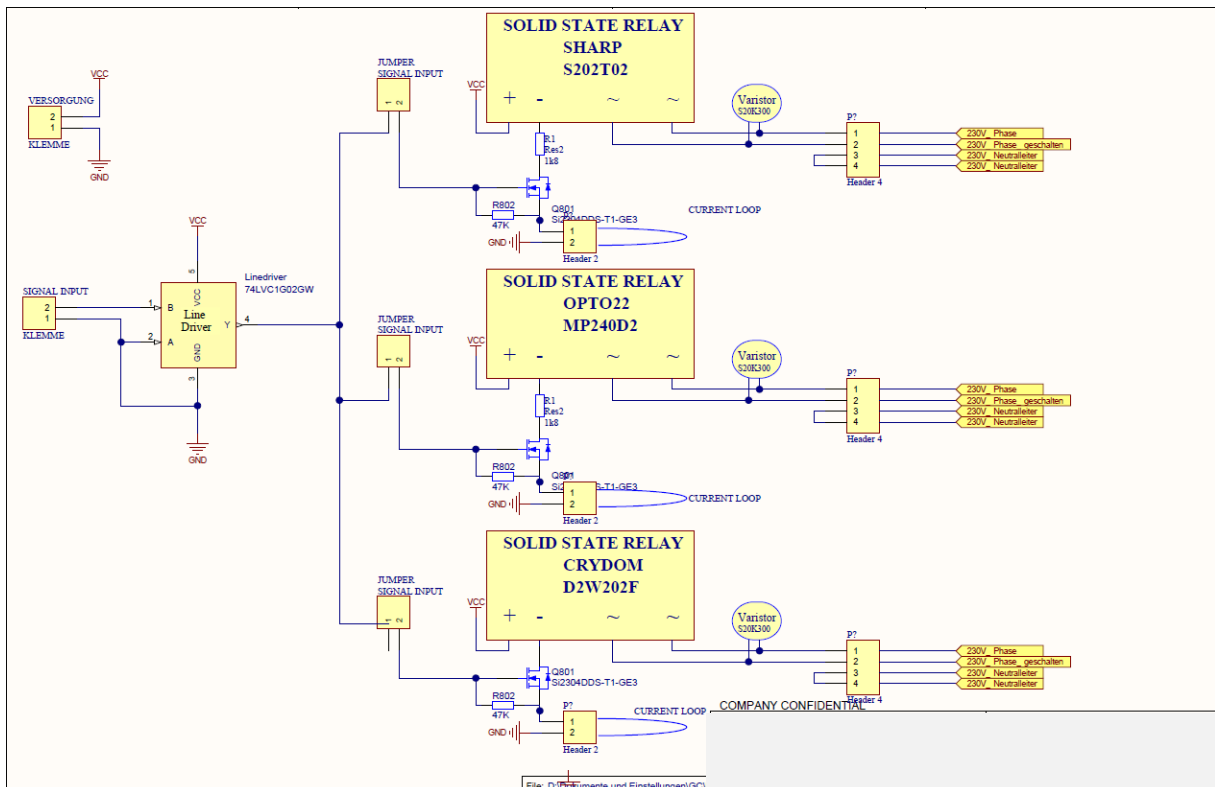 VCC
VERSORGUNG
2
1
KLEMME
GND
VCC
5
Linedriver
74LVC1G02GW
SIGNAL INPUT
2
1
KLEMME
1
B
VCC
Line
Driver
Y
4
2
A
GND
3
GND
JUMPER
SIGNAL INPUT
1
2
VCC
SOLID STATE RELAY
SHARP
S202T02
+ - ~ ~
R1
Res2
1k8
R802
47K
Q801
Si2304DDS-T1-GE3
GND
1
2
Header 2
CURRENT LOOP
Varistor
S20K300
P?
1
2
3
4
Header 4
230V_Phase
230V_Phase_geschalten
230V_Neutralleiter
230V_Neutralleiter
JUMPER
SIGNAL INPUT
1
2
VCC
SOLID STATE RELAY
OPTO22
MP240D2
+ - ~ ~
R1
Res2
1k8
R802
47K
GND
1
2
Header 2
CURRENT LOOP
Varistor
S20K300
P?
1
2
3
4
Header 4
230V_Phase
230V_Phase_geschalten
230V_Neutralleiter
230V_Neutralleiter
JUMPER
SIGNAL INPUT
1
2
VCC
SOLID STATE RELAY
CRYDOM
D2W202F
+ - ~ ~
Q801
Si2304DDS-T1-GE3
R802
47K
GND
P?
1
2
Header 2
CURRENT LOOP
Varistor
S20K300
P?
1
2
3
4
Header 4
230V_Phase
230V_Phase_geschalten
230V_Neutralleiter
230V_Neutralleiter
COMPANY CONFIDENTIAL
File: D:\Dokumente und Einstellungen\GC\